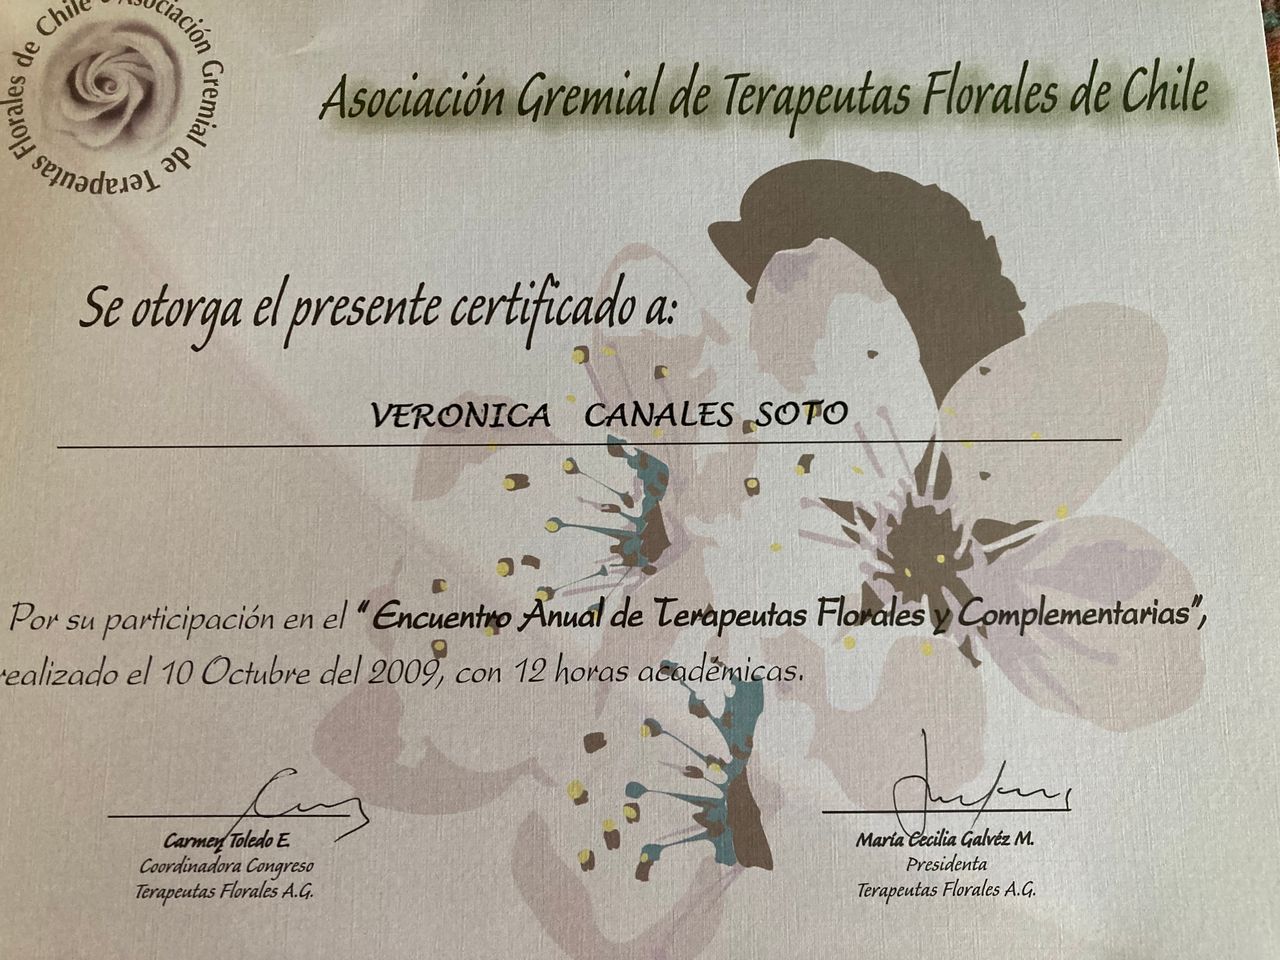 Florales de Chile • Asociación Gremial de Terapeutas
Asociación Gremial de Terapeutas Florales de Chile
Se otorga el presente certificado a:
VERONICA CANALES SOTO
Por su participación en el “Encuentro Anual de Terapeutas Florales y Complementarias”,
realizado el 10 Octubre del 2009, con 12 horas académicas.
Carmen Toledo E.
Coordinadora Congreso
Terapeutas Florales A.G.
María Cecilia Galvéz M.
Presidenta
Terapeutas Florales A.G.